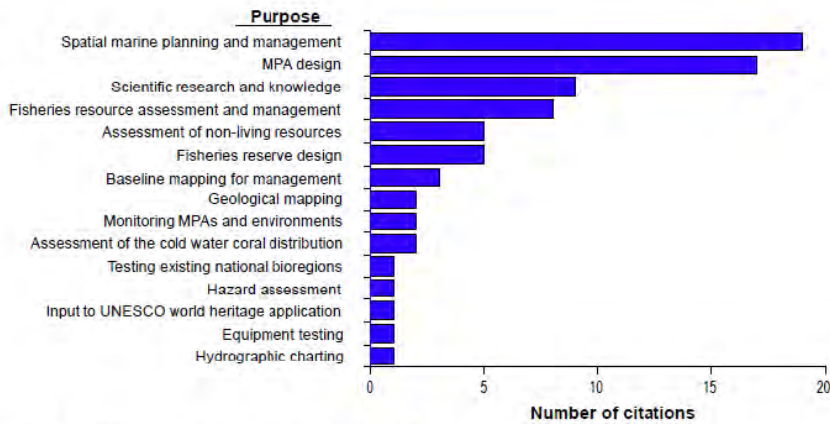 Purpose
Spatial marine planning and management
MPA design
Scientific research and knowledge
Fisheries resource assessment and management
Assessment of non-living resources
Fisheries reserve design
Baseline mapping for management
Geological mapping
Monitoring MPAs and environments
Assessment of the cold water coral distribution
Testing existing national bioregions
Hazard assessment
Input to UNESCO world heritage application
Equipment testing
Hydrographic charting
0 5 10 15 20
Number of citations